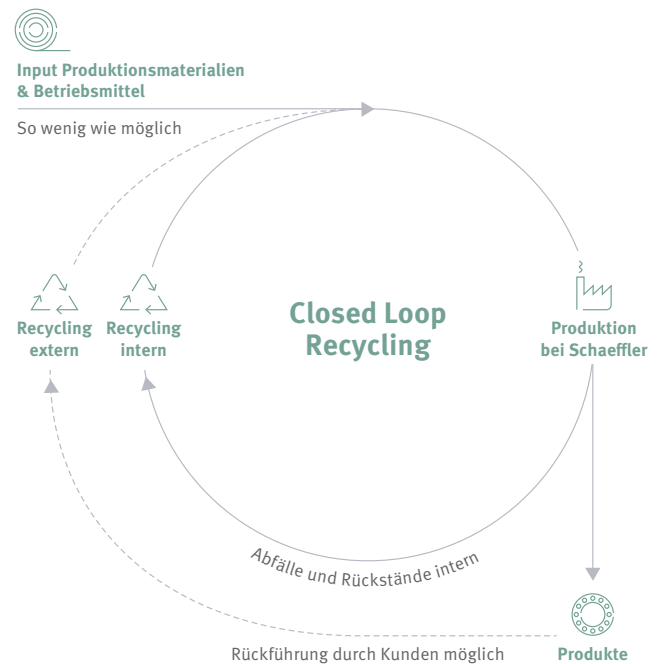 Input Produktionsmaterialien
& Betriebsmittel
So wenig wie möglich
Recycling
extern
Recycling
intern
Closed Loop
Recycling
Produktion
bei Schaeffler
Abfälle und Rückstände intern
Rückführung durch Kunden möglich
Produkte